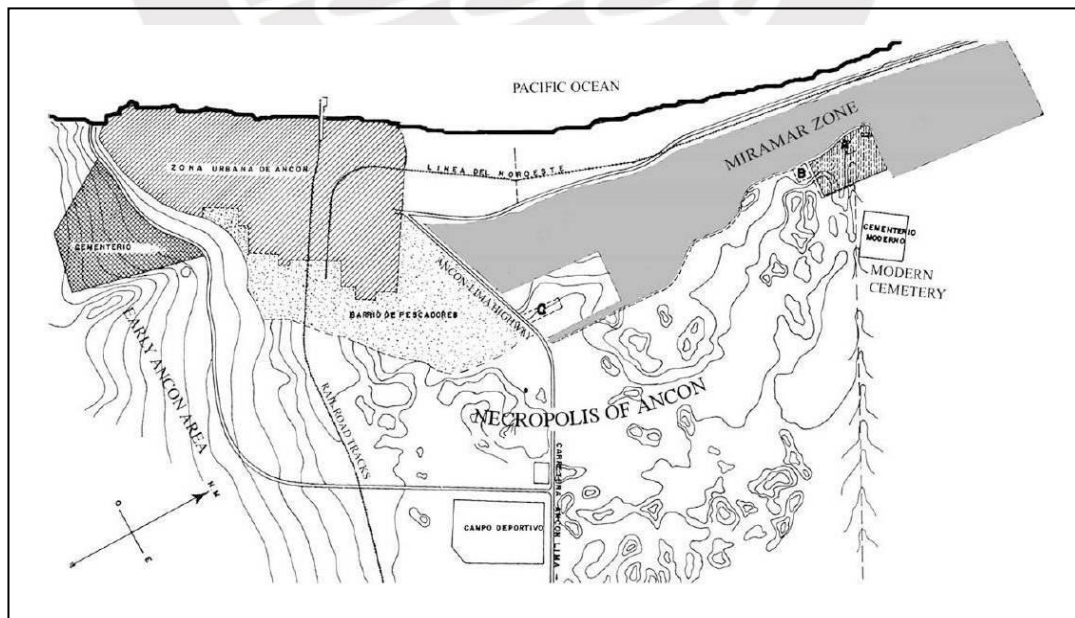 PACIFIC OCEAN
ZONA URBANA DE ANCON
LINEA DEL NOROESTE
MIRAMAR ZONE
A
B
CEMENTERIO
MODERNO
MODERN
CEMETERY
CEMENTERIO
ANCON-LIMA HIGHWAY
C
BARRIO DE PESCADORES
EARLY ANCON AREA
RAIL ROAD TRACKS
NECROPOLIS OF ANCON
CARRETERA ANCON LIMA
CAMPO DEPORTIVO
N M
O
E